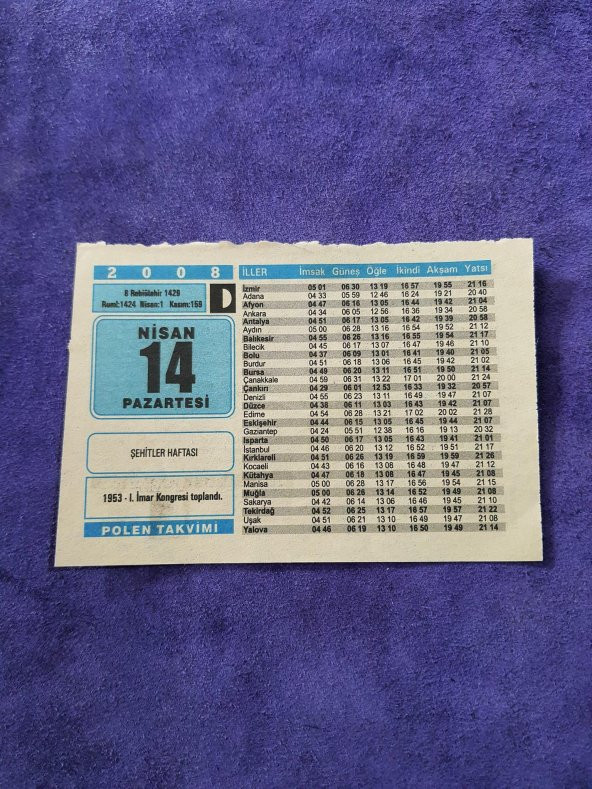 2 0 0 8
8 Rebiülahir 1429
Rumî:1424 Nisan:1 Kasım:159
NİSAN
14
PAZARTESİ
ŞEHİTLER HAFTASI
1953 - I. İmar Kongresi toplandı.
POLEN TAKVİMİ
İLLER İmsak Güneş Öğle İkindi Akşam Yatsı
İzmir 05 01 06 30 13 19 16 57 19 55 21 16
Adana 04 33 05 59 12 46 16 24 19 21 20 40
Afyon 04 47 06 16 13 05 16 44 19 42 21 04
Ankara 04 34 06 05 12 56 16 36 19 34 20 58
Antalya 04 51 06 17 13 05 16 42 19 39 20 58
Aydın 05 00 06 28 13 16 16 54 19 52 21 12
Balıkesir 04 55 06 26 13 16 16 55 19 54 21 17
Bilecik 04 45 06 17 13 07 16 47 19 46 21 10
Bolu 04 37 06 09 13 01 16 41 19 40 21 05
Burdur 04 51 06 18 13 06 16 45 19 42 21 02
Bursa 04 49 06 20 13 11 16 51 19 50 21 14
Çanakkale 04 59 06 31 13 22 17 01 20 00 21 24
Çankırı 04 29 06 01 12 53 16 33 19 32 20 57
Denizli 04 55 06 23 13 11 16 49 19 47 21 07
Düzce 04 38 06 11 13 03 16 43 19 42 21 07
Edirne 04 54 06 28 13 21 17 02 20 02 21 28
Eskişehir 04 44 06 15 13 05 16 45 19 44 21 07
Gaziantep 04 24 05 51 12 38 16 16 19 13 20 32
Isparta 04 50 06 17 13 05 16 43 19 41 21 01
İstanbul 04 46 06 20 13 12 16 52 19 51 21 17
Kırklareli 04 51 06 26 13 19 16 59 19 59 21 26
Kocaeli 04 43 06 16 13 08 16 48 19 47 21 12
Kütahya 04 47 06 18 13 08 16 47 19 45 21 08
Manisa 05 00 06 28 13 17 16 56 19 54 21 15
Muğla 05 00 06 26 13 14 16 52 19 49 21 08
Sakarya 04 42 06 14 13 06 16 46 19 45 21 10
Tekirdağ 04 52 06 25 13 17 16 57 19 57 21 22
Uşak 04 51 06 21 13 10 16 49 19 47 21 08
Yalova 04 46 06 19 13 10 16 50 19 49 21 14